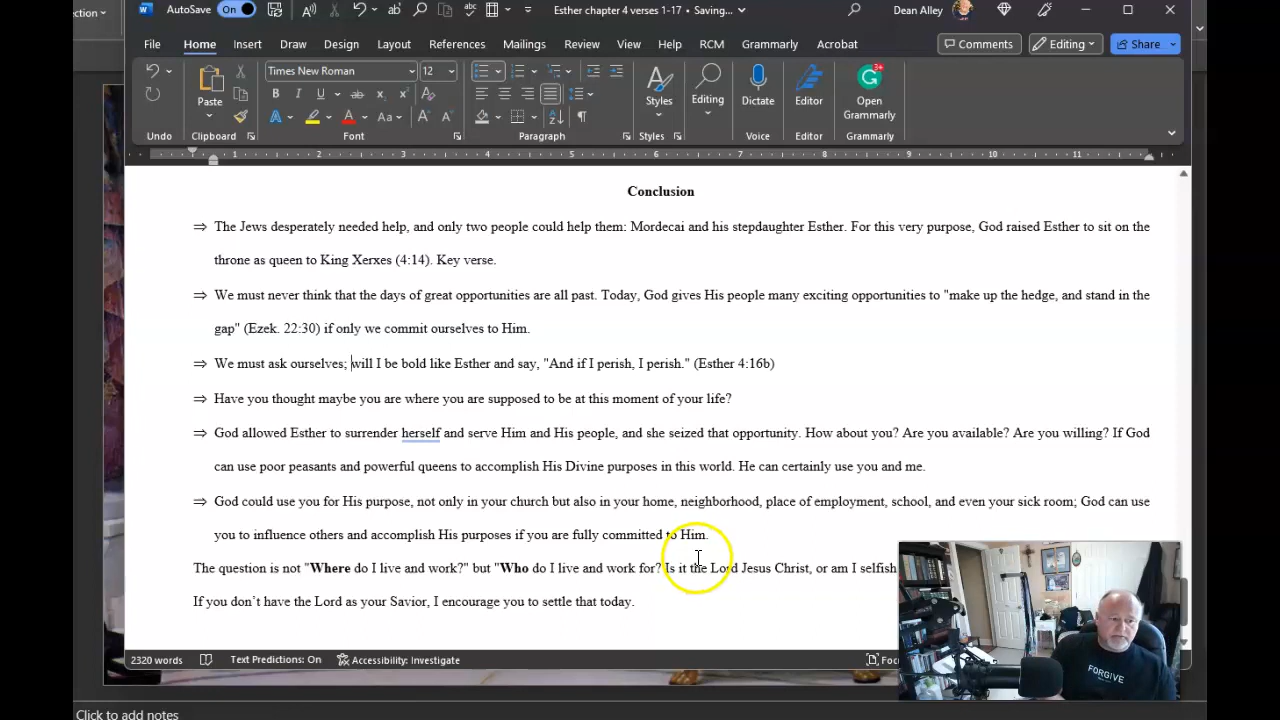 AutoSave On Esther chapter 4 verses 1-17 • Saving... Dean Alley
File Home Insert Draw Design Layout References Mailings Review View Help RCM Grammarly Acrobat Comments Editing Share
Times New Roman 12
Paste Styles Editing Dictate Editor Open Grammarly
Undo Clipboard Font Paragraph Styles Voice Editor Grammarly
1 2 3 4 5 6 7 8 9 10 11
Conclusion
⇒ The Jews desperately needed help, and only two people could help them: Mordecai and his stepdaughter Esther. For this very purpose, God raised Esther to sit on the
throne as queen to King Xerxes (4:14). Key verse.
⇒ We must never think that the days of great opportunities are all past. Today, God gives His people many exciting opportunities to "make up the hedge, and stand in the
gap" (Ezek. 22:30) if only we commit ourselves to Him.
⇒ We must ask ourselves; will I be bold like Esther and say, "And if I perish, I perish." (Esther 4:16b)
⇒ Have you thought maybe you are where you are supposed to be at this moment of your life?
⇒ God allowed Esther to surrender herself and serve Him and His people, and she seized that opportunity. How about you? Are you available? Are you willing? If God
can use poor peasants and powerful queens to accomplish His Divine purposes in this world. He can certainly use you and me.
⇒ God could use you for His purpose, not only in your church but also in your home, neighborhood, place of employment, school, and even your sick room; God can use
you to influence others and accomplish His purposes if you are fully committed to Him.
The question is not "Where do I live and work?" but "Who do I live and work for? Is it the Lord Jesus Christ, or am I selfish
If you don’t have the Lord as your Savior, I encourage you to settle that today.
FORGIVE
2320 words Text Predictions: On Accessibility: Investigate
Click to add notes